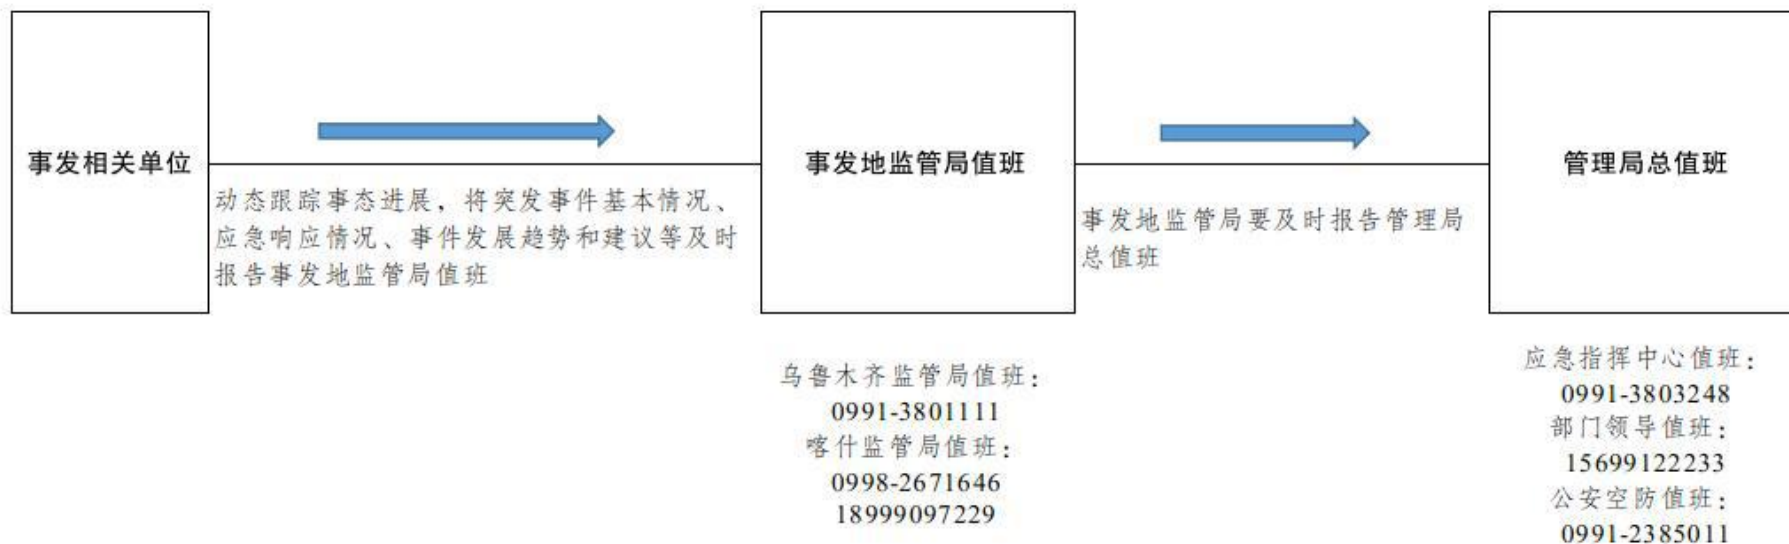 事发相关单位
动态跟踪事态进展，将突发事件基本情况、
应急响应情况、事件发展趋势和建议等及时
报告事发地监管局值班
事发地监管局值班
事发地监管局要及时报告管理局
总值班
管理局总值班
乌鲁木齐监管局值班：
0991-3801111
喀什监管局值班：
0998-2671646
18999097229
应急指挥中心值班：
0991-3803248
部门领导值班：
15699122233
公安空防值班：
0991-2385011